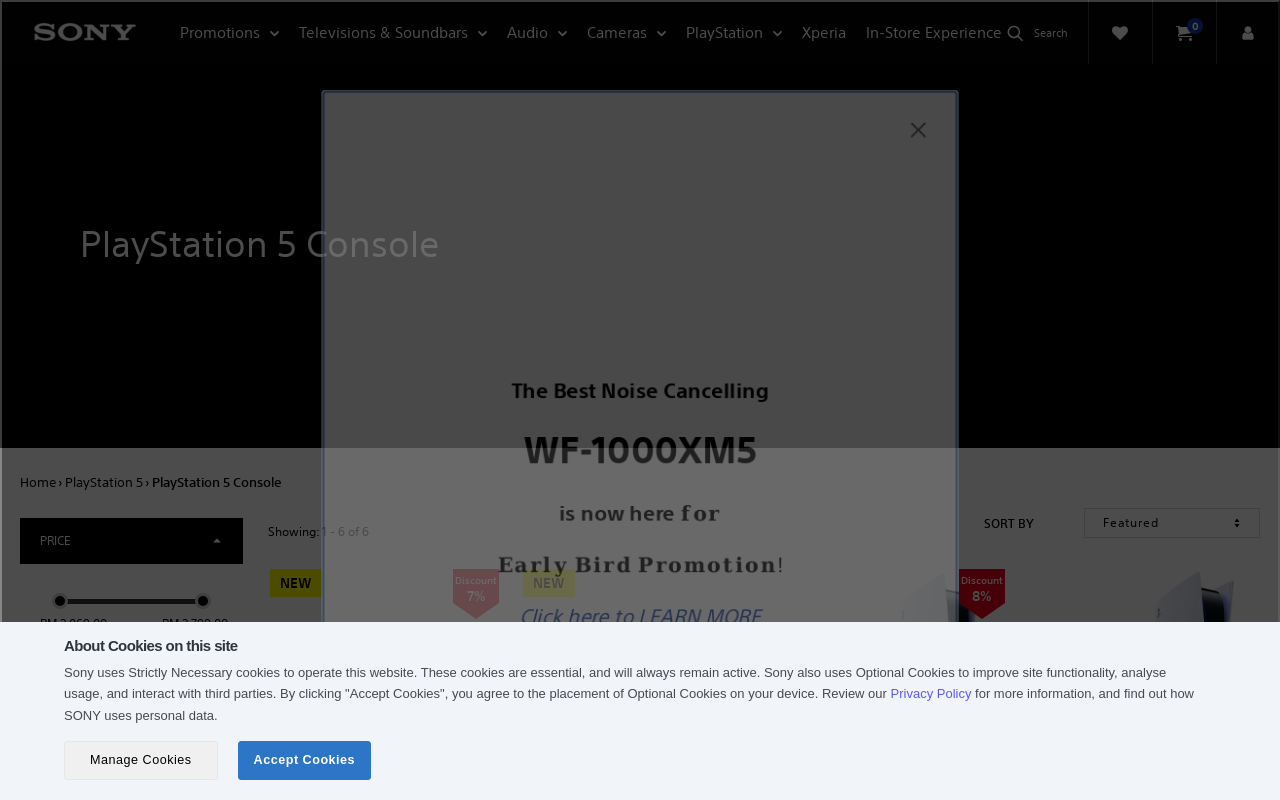 SONY
Promotions
Televisions & Soundbars
Audio
Cameras
PlayStation
Xperia
In-Store Experience
Search
0
PlayStation 5 Console
The Best Noise Cancelling
WF-1000XM5
is now here for
Early Bird Promotion!
Click here to LEARN MORE
Home › PlayStation 5 › PlayStation 5 Console
PRICE
Showing: 1 - 6 of 6
SORT BY
Featured
NEW
Discount
7%
NEW
Discount
8%
About Cookies on this site
Sony uses Strictly Necessary cookies to operate this website. These cookies are essential, and will always remain active. Sony also uses Optional Cookies to improve site functionality, analyse
usage, and interact with third parties. By clicking "Accept Cookies", you agree to the placement of Optional Cookies on your device. Review our Privacy Policy for more information, and find out how
SONY uses personal data.
Manage Cookies
Accept Cookies